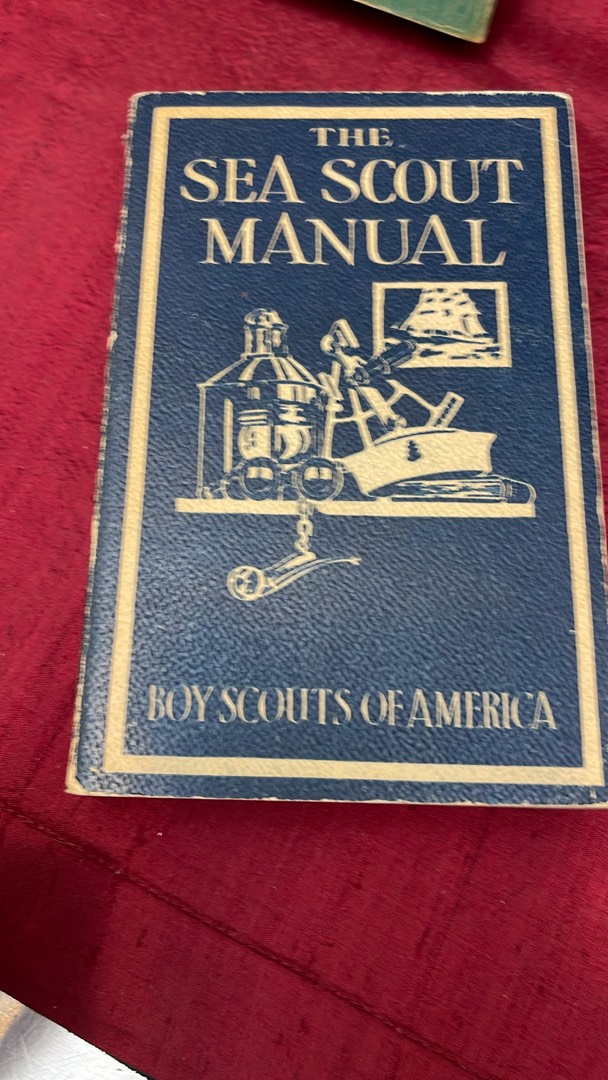 THE
SEA SCOUT
MANUAL
BOY SCOUTS OF AMERICA